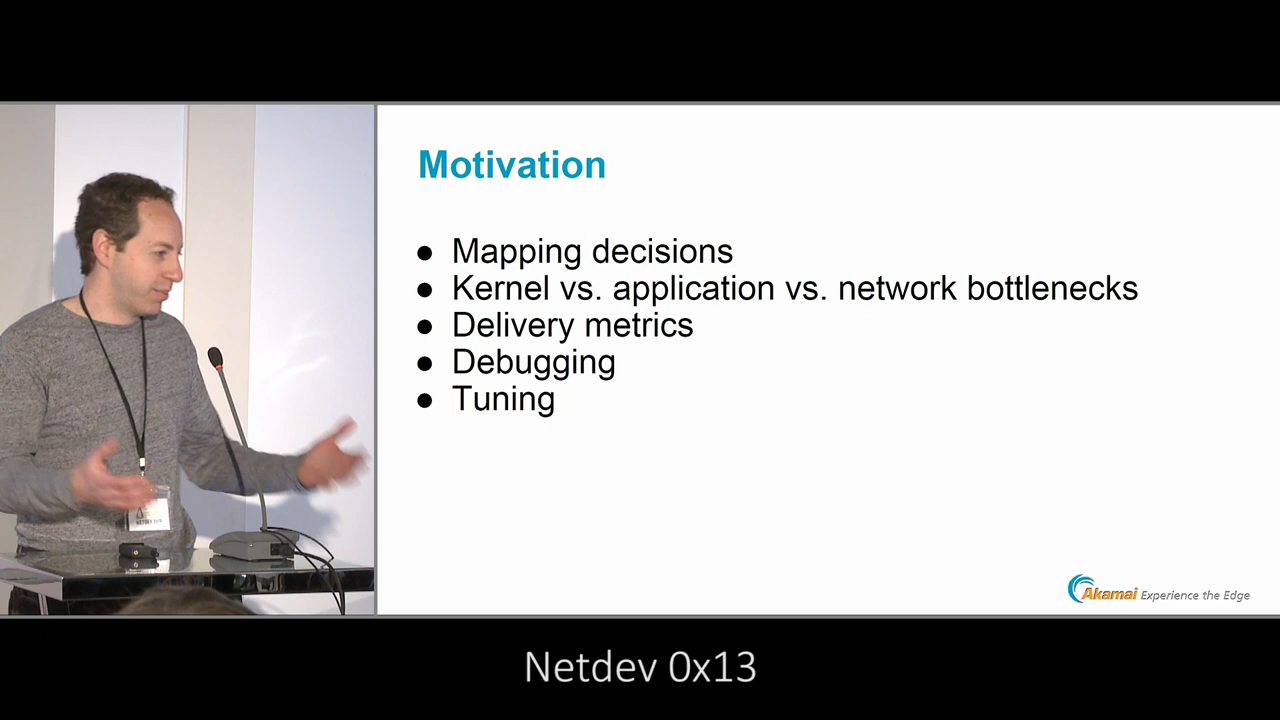 Motivation
● Mapping decisions
● Kernel vs. application vs. network bottlenecks
● Delivery metrics
● Debugging
● Tuning
Akamai Experience the Edge
Netdev 0x13